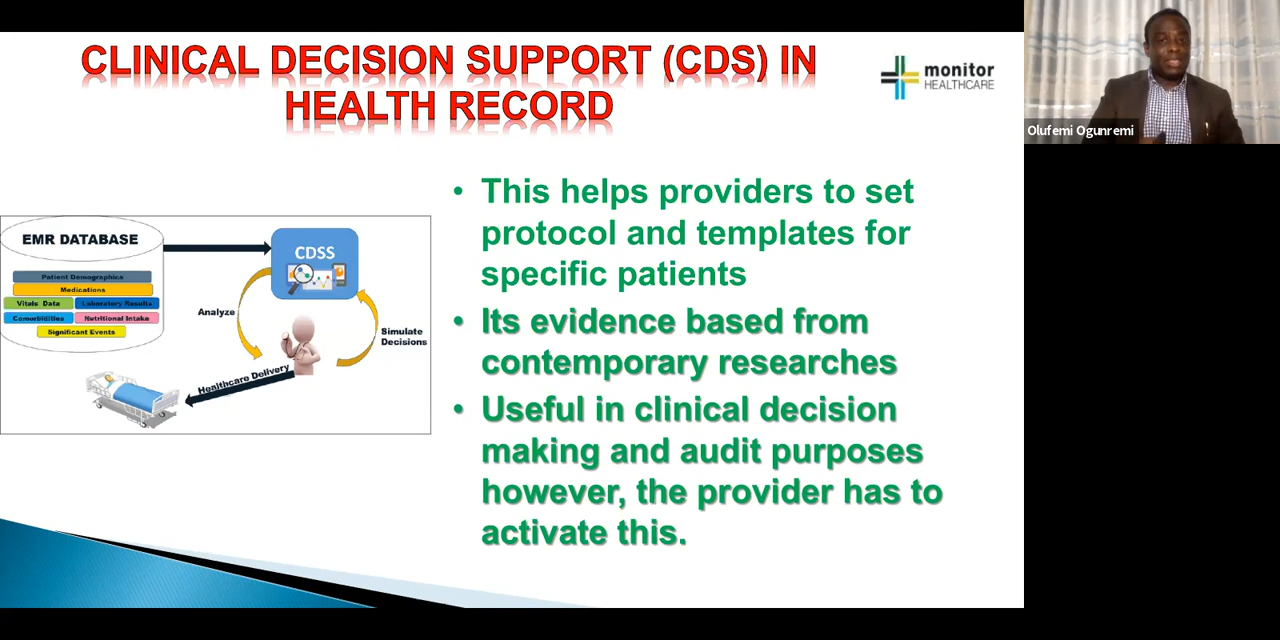 CLINICAL DECISION SUPPORT (CDS) IN
HEALTH RECORD
monitor
HEALTHCARE
Olufemi Ogunremi
EMR DATABASE
Patient Demographics
Medications
Vitals Data
Laboratory Results
Comorbidities
Nutritional Intake
Significant Events
CDSS
Analyze
Simulate
Decisions
Healthcare Delivery
• This helps providers to set
protocol and templates for
specific patients
• Its evidence based from
contemporary researches
• Useful in clinical decision
making and audit purposes
however, the provider has to
activate this.